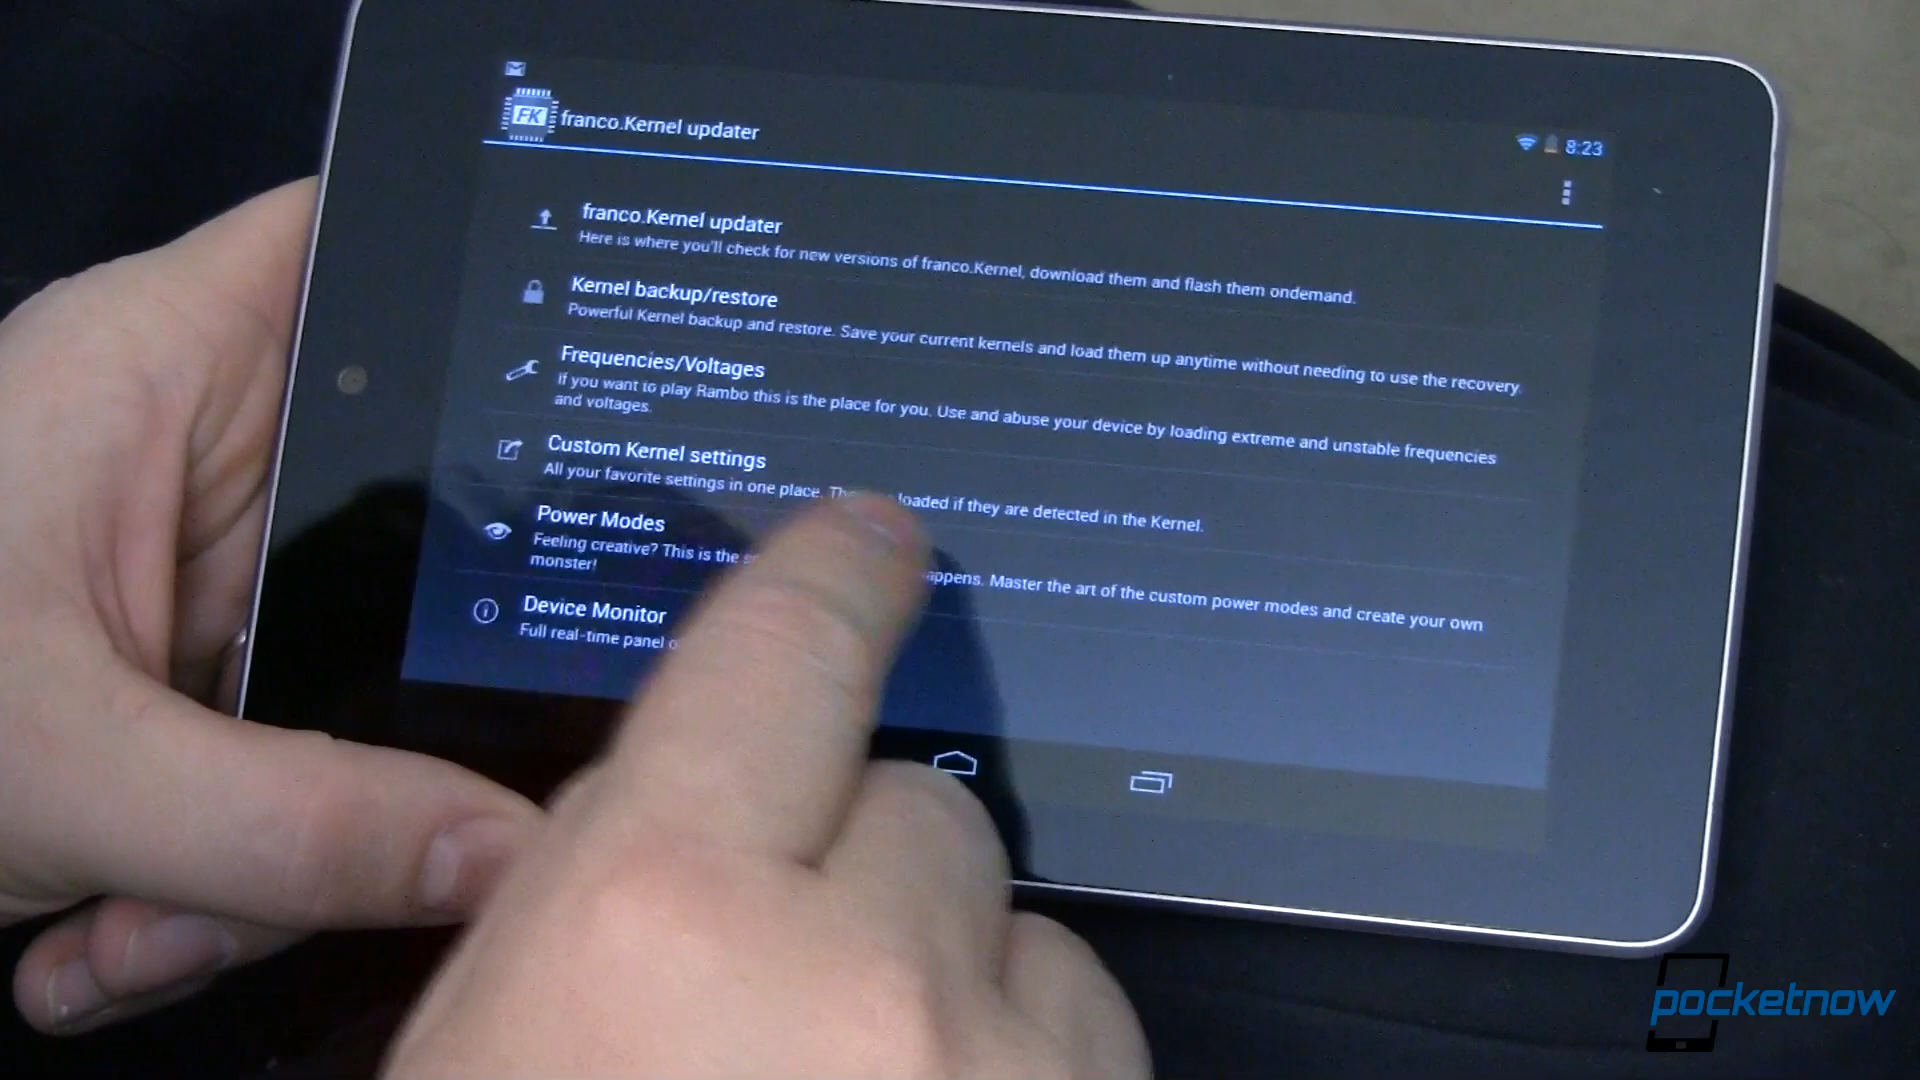 FK franco.Kernel updater
8:23
franco.Kernel updater
Here is where you'll check for new versions of franco.Kernel, download them and flash them ondemand.
Kernel backup/restore
Powerful Kernel backup and restore. Save your current kernels and load them up anytime without needing to use the recovery.
Frequencies/Voltages
If you want to play Rambo this is the place for you. Use and abuse your device by loading extreme and unstable frequencies
and voltages.
Custom Kernel settings
All your favorite settings in one place. loaded if they are detected in the Kernel.
Power Modes
Feeling creative? This is the Master the art of the custom power modes and create your own
monster!
Device Monitor
Full real-time panel
pocketnow